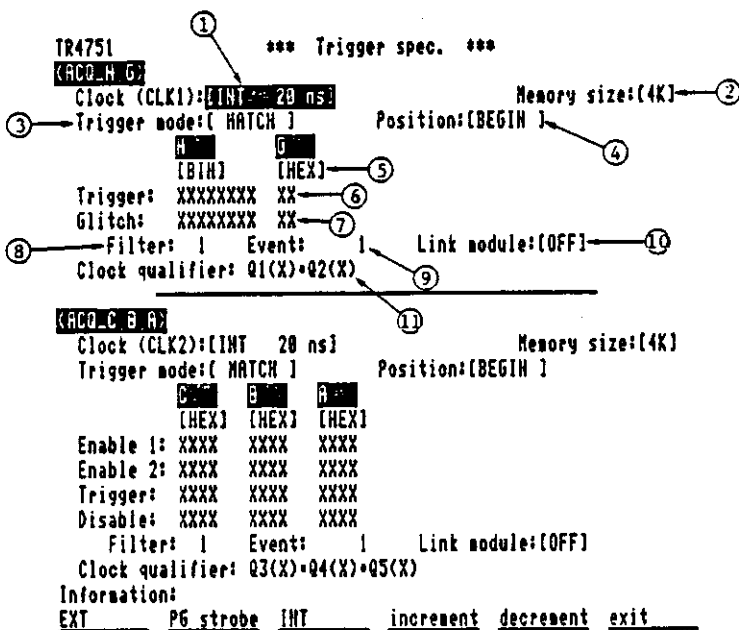 ①
TR4751 *** Trigger spec. ***
(ACQ_H G)
Clock (CLK1):[INT 20 ns] Memory size:[4K] ②
③ Trigger mode:[ MATCH ] Position:[BEGIN ] ④
H G
[BIN] [HEX] ⑤
Trigger: XXXXXXXX XX ⑥
Glitch: XXXXXXXX XX ⑦
⑧ Filter: 1 Event: 1 ⑨ Link module:[OFF] ⑩
Clock qualifier: Q1(X)*Q2(X) ⑪
(ACQ_C B A)
Clock (CLK2):[INT 20 ns] Memory size:[4K]
Trigger mode:[ MATCH ] Position:[BEGIN ]
C B A
[HEX] [HEX] [HEX]
Enable 1: XXXX XXXX XXXX
Enable 2: XXXX XXXX XXXX
Trigger: XXXX XXXX XXXX
Disable: XXXX XXXX XXXX
Filter: 1 Event: 1 Link module:[OFF]
Clock qualifier: Q3(X)*Q4(X)*Q5(X)
Information:
EXT PG strobe INT increment decrement exit